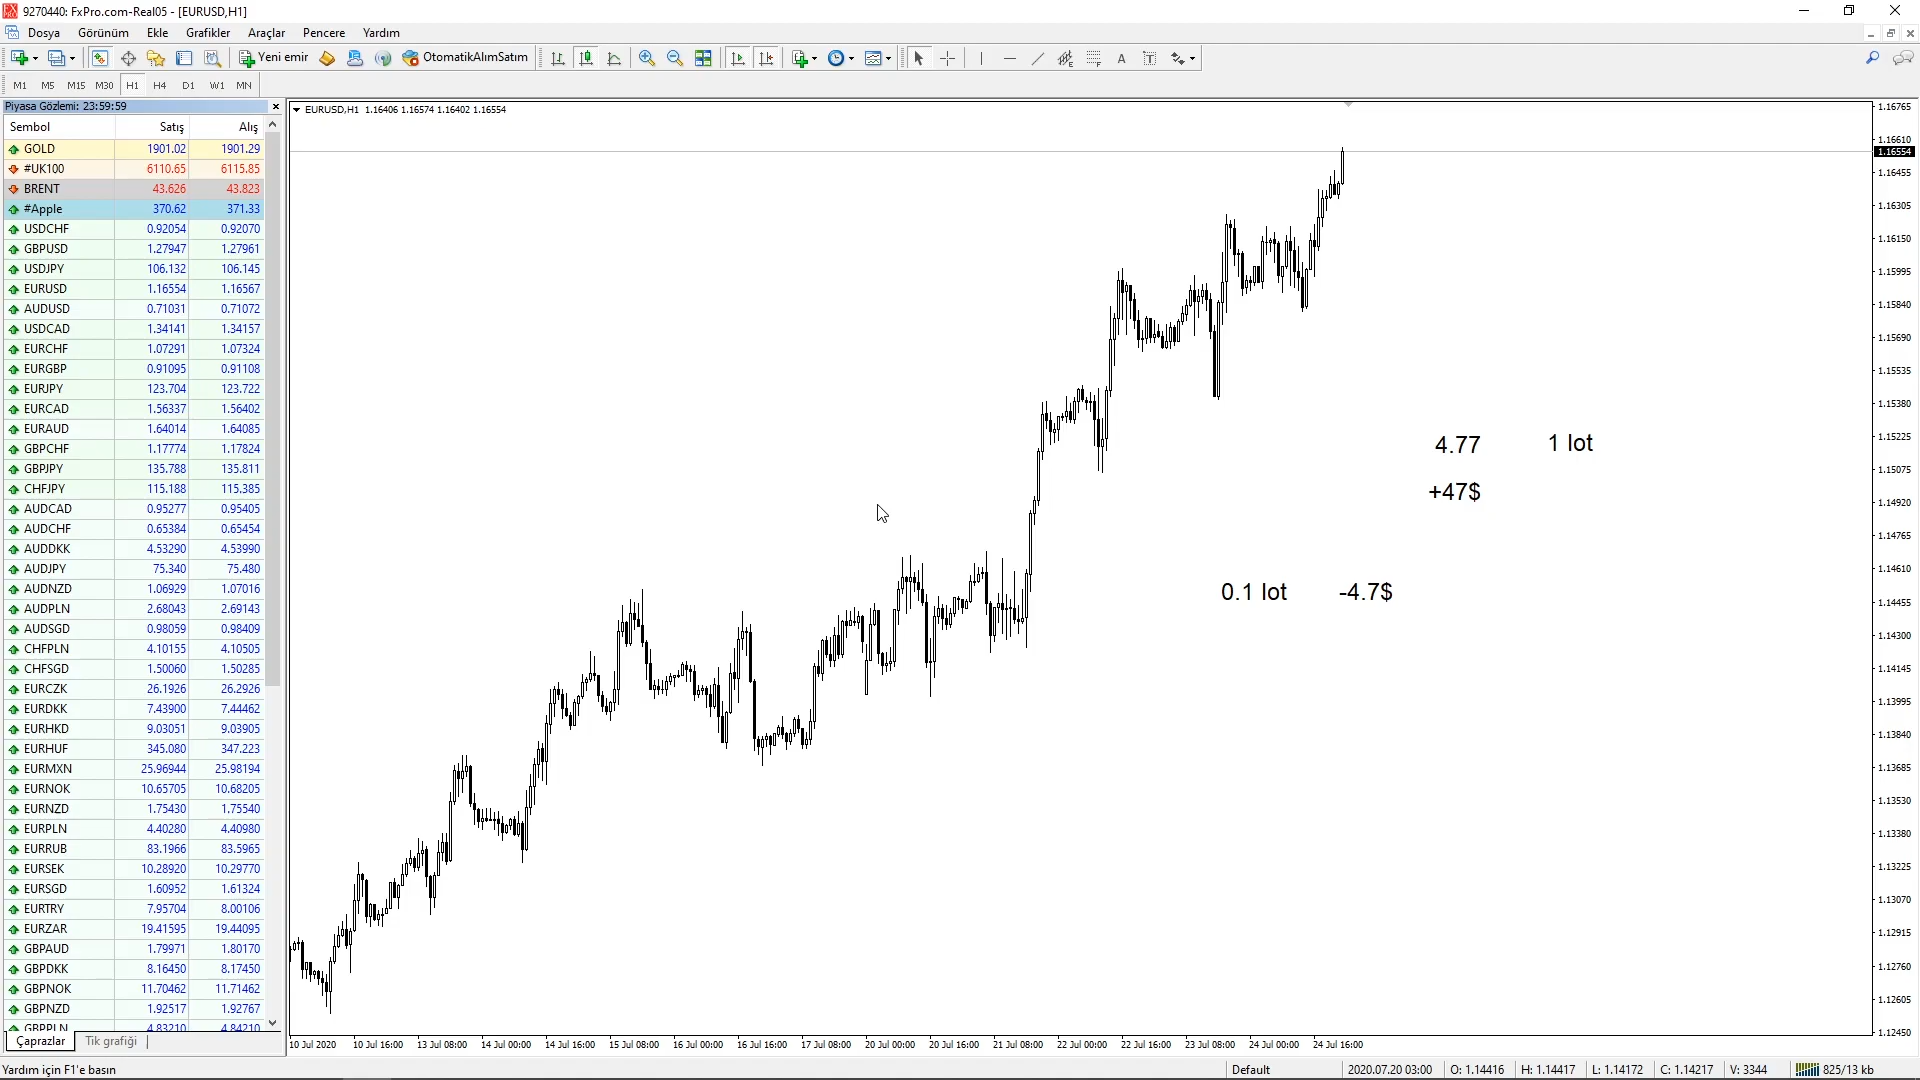 9270440: FxPro.com-Real05 - [EURUSD,H1]
Dosya Görünüm Ekle Grafikler Araçlar Pencere Yardım
Yeni emir OtomatikAlımSatım
M1 M5 M15 M30 H1 H4 D1 W1 MN
Piyasa Gözlemi: 23:59:59
Sembol Satış Alış
GOLD 1901.02 1901.29
#UK100 6110.65 6115.85
BRENT 43.626 43.823
#Apple 370.62 371.33
USDCHF 0.92054 0.92070
GBPUSD 1.27947 1.27961
USDJPY 106.132 106.145
EURUSD 1.16554 1.16567
AUDUSD 0.71031 0.71072
USDCAD 1.34141 1.34157
EURCHF 1.07291 1.07324
EURGBP 0.91095 0.91108
EURJPY 123.704 123.722
EURCAD 1.56337 1.56402
EURAUD 1.64014 1.64085
GBPCHF 1.17774 1.17824
GBPJPY 135.788 135.811
CHFJPY 115.188 115.385
AUDCAD 0.95277 0.95405
AUDCHF 0.65384 0.65454
AUDDKK 4.53290 4.53990
AUDJPY 75.340 75.480
AUDNZD 1.06929 1.07016
AUDPLN 2.68043 2.69143
AUDSGD 0.98059 0.98409
CHFPLN 4.10155 4.10505
CHFSGD 1.50060 1.50285
EURCZK 26.1926 26.2926
EURDKK 7.43900 7.44462
EURHKD 9.03051 9.03905
EURHUF 345.080 347.223
EURMXN 25.96944 25.98194
EURNOK 10.65705 10.68205
EURNZD 1.75430 1.75540
EURPLN 4.40280 4.40980
EURRUB 83.1966 83.5965
EURSEK 10.28920 10.29770
EURSGD 1.60952 1.61324
EURTRY 7.95704 8.00106
EURZAR 19.41595 19.44095
GBPAUD 1.79971 1.80170
GBPDKK 8.16450 8.17450
GBPNOK 11.70462 11.71462
GBPNZD 1.92517 1.92767
GBPPLN 4.83210 4.84210
Çaprazlar Tik grafiği
EURUSD,H1 1.16406 1.16574 1.16402 1.16554
4.77 1 lot
+47$
0.1 lot -4.7$
1.16765
1.16610
1.16554
1.16455
1.16305
1.16150
1.15995
1.15840
1.15690
1.15535
1.15380
1.15225
1.15075
1.14920
1.14765
1.14610
1.14455
1.14300
1.14145
1.13995
1.13840
1.13685
1.13530
1.13380
1.13225
1.13070
1.12915
1.12760
1.12605
1.12450
10 Jul 2020 10 Jul 16:00 13 Jul 08:00 14 Jul 00:00 14 Jul 16:00 15 Jul 08:00 16 Jul 00:00 16 Jul 16:00 17 Jul 08:00 20 Jul 00:00 20 Jul 16:00 21 Jul 08:00 22 Jul 00:00 22 Jul 16:00 23 Jul 08:00 24 Jul 00:00 24 Jul 16:00
Yardım için F1'e basın Default 2020.07.20 03:00 O: 1.14416 H: 1.14417 L: 1.14172 C: 1.14217 V: 3344 825/13 kb